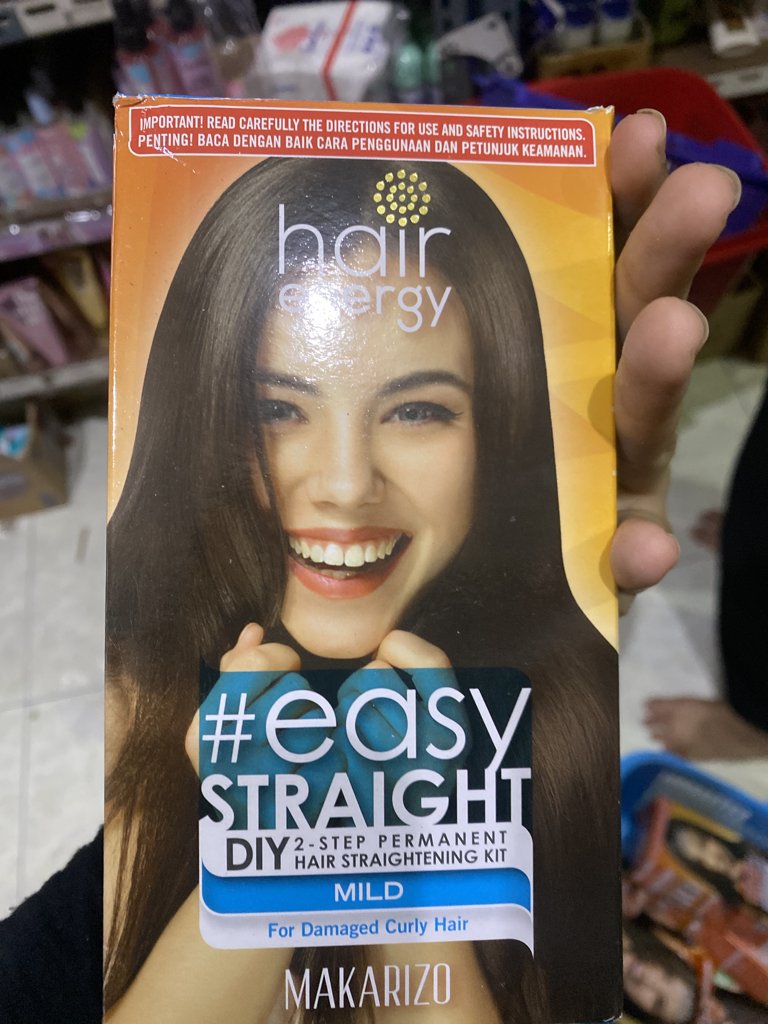 IMPORTANT! READ CAREFULLY THE DIRECTIONS FOR USE AND SAFETY INSTRUCTIONS.
PENTING! BACA DENGAN BAIK CARA PENGGUNAAN DAN PETUNJUK KEAMANAN.
hair
energy
#easy
STRAIGHT
DIY 2-STEP PERMANENT
HAIR STRAIGHTENING KIT
MILD
For Damaged Curly Hair
MAKARIZO